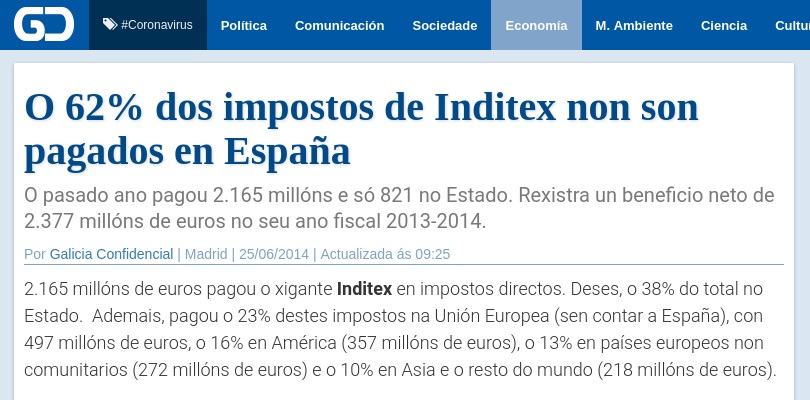 GC
#Coronavirus Política Comunicación Sociedade Economía M. Ambiente Ciencia Cultur
O 62% dos impostos de Inditex non son
pagados en España
O pasado ano pagou 2.165 millóns e só 821 no Estado. Rexistra un beneficio neto de
2.377 millóns de euros no seu ano fiscal 2013-2014.
Por Galicia Confidencial | Madrid | 25/06/2014 | Actualizada ás 09:25
2.165 millóns de euros pagou o xigante Inditex en impostos directos. Deses, o 38% do total no
Estado. Ademais, pagou o 23% destes impostos na Unión Europea (sen contar a España), con
497 millóns de euros, o 16% en América (357 millóns de euros), o 13% en países europeos non
comunitarios (272 millóns de euros) e o 10% en Asia e o resto do mundo (218 millóns de euros).